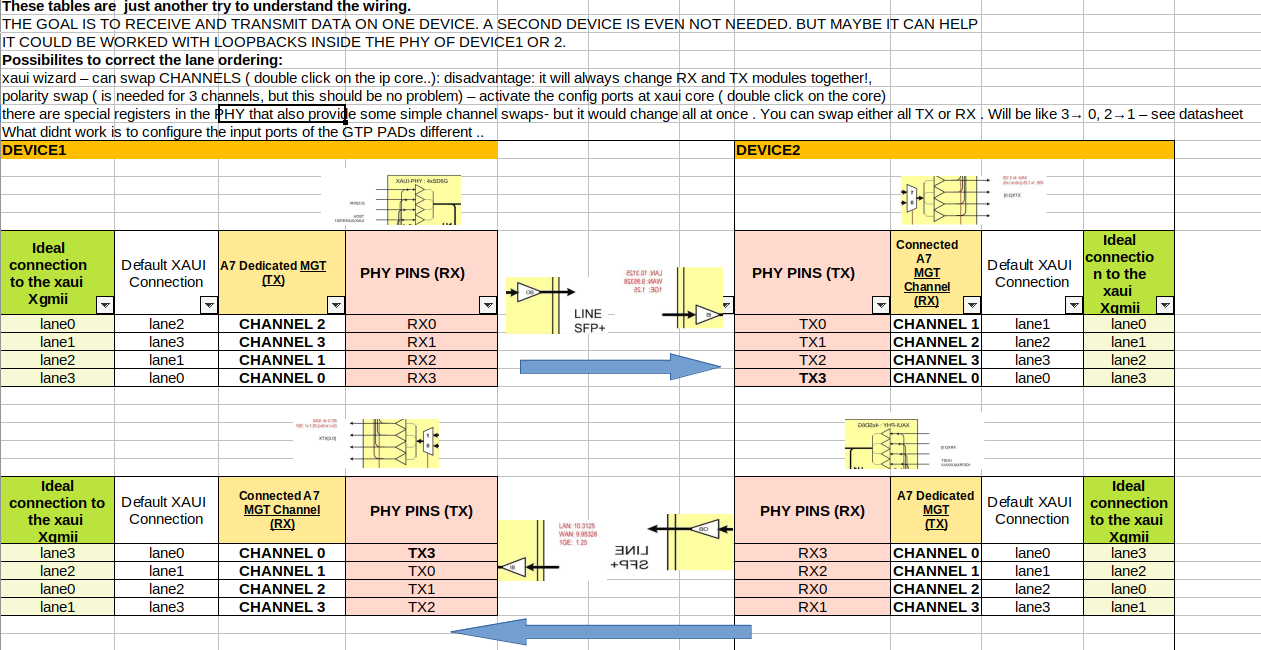 These tables are just another try to understand the wiring.
THE GOAL IS TO RECEIVE AND TRANSMIT DATA ON ONE DEVICE. A SECOND DEVICE IS EVEN NOT NEEDED. BUT MAYBE IT CAN HELP
IT COULD BE WORKED WITH LOOPBACKS INSIDE THE PHY OF DEVICE1 OR 2.
Possibilites to correct the lane ordering:
xaui wizard – can swap CHANNELS ( double click on the ip core..): disadvantage: it will always change RX and TX modules together!,
polarity swap ( is needed for 3 channels, but this should be no problem) – activate the config ports at xaui core ( double click on the core)
there are special registers in the PHY that also provide some simple channel swaps- but it would change all at once . You can swap either all TX or RX . Will be like 3→ 0, 2→1 – see datasheet
What didnt work is to configure the input ports of the GTP PADs different ..
DEVICE1 DEVICE2
XAUI-PHY : 4xSD6G
Ideal connection to the xaui Xgmii
Default XAUI Connection
A7 Dedicated MGT (TX)
PHY PINS (RX)
lane0 lane2 CHANNEL 2 RX0
lane1 lane3 CHANNEL 3 RX1
lane2 lane1 CHANNEL 1 RX2
lane3 lane0 CHANNEL 0 RX3
LINE
SFP+
LAN: 10.3125
WAN: 9.95328
1GE: 1.25
PHY PINS (TX)
Connected A7 MGT Channel (RX)
Default XAUI Connection
Ideal connection to the xaui Xgmii
TX0 CHANNEL 1 lane1 lane0
TX1 CHANNEL 2 lane2 lane1
TX2 CHANNEL 3 lane3 lane2
TX3 CHANNEL 0 lane0 lane3
XAUI-PHY : 4xSD6G
Ideal connection to the xaui Xgmii
Default XAUI Connection
Connected A7 MGT Channel (RX)
PHY PINS (TX)
lane3 lane0 CHANNEL 0 TX3
lane2 lane1 CHANNEL 1 TX0
lane0 lane2 CHANNEL 2 TX1
lane1 lane3 CHANNEL 3 TX2
LAN: 10.3125
WAN: 9.95328
1GE: 1.25
LINE
SFP+
PHY PINS (RX)
A7 Dedicated MGT (TX)
Default XAUI Connection
Ideal connection to the xaui Xgmii
RX3 CHANNEL 0 lane0 lane3
RX2 CHANNEL 1 lane1 lane2
RX0 CHANNEL 2 lane2 lane0
RX1 CHANNEL 3 lane3 lane1